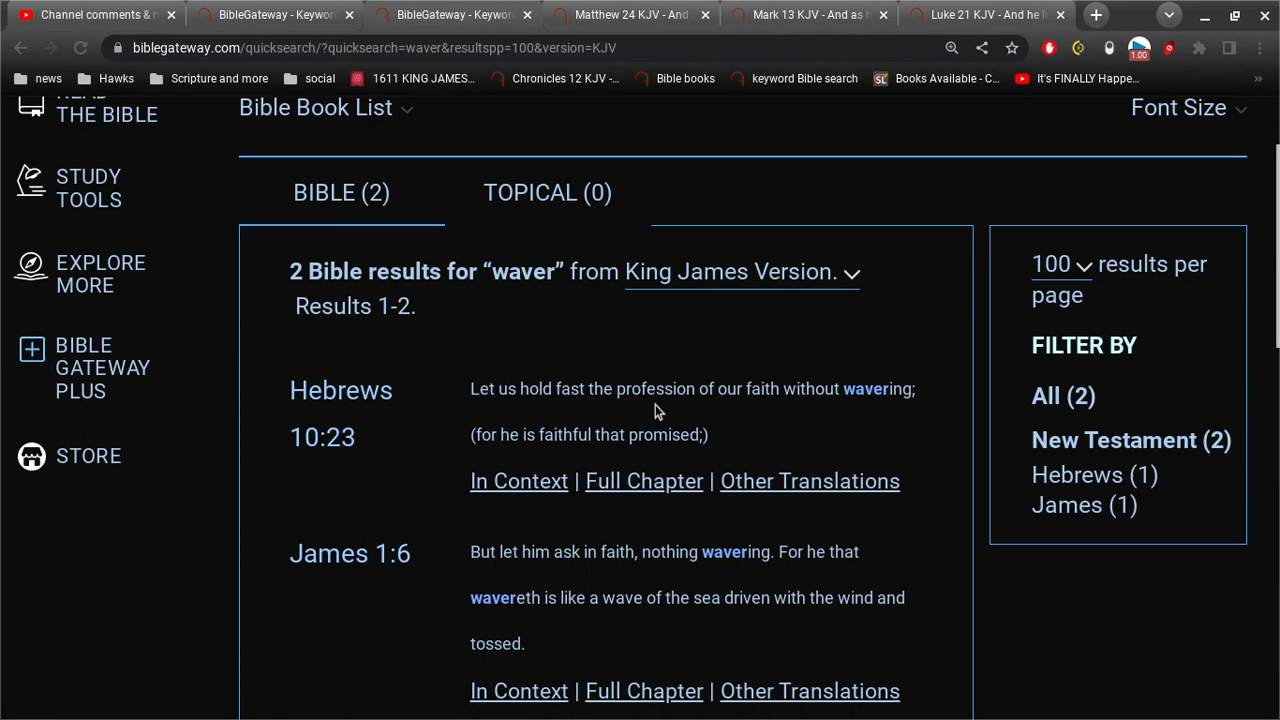 Channel comments & m
BibleGateway - Keyword
BibleGateway - Keyword
Matthew 24 KJV - And
Mark 13 KJV - And as h
Luke 21 KJV - And he l
biblegateway.com/quicksearch/?quicksearch=waver&resultspp=100&version=KJV
1.00
news
Hawks
Scripture and more
social
1611 KING JAMES...
Chronicles 12 KJV -...
Bible books
keyword Bible search
SL
Books Available - C...
It's FINALLY Happe...
»
READ
THE BIBLE
Bible Book List
Font Size
STUDY
TOOLS
BIBLE (2)
TOPICAL (0)
EXPLORE
MORE
2 Bible results for “waver” from King James Version.
Results 1-2.
100 results per
page
BIBLE
GATEWAY
PLUS
FILTER BY
All (2)
New Testament (2)
Hebrews (1)
James (1)
STORE
Hebrews
10:23
Let us hold fast the profession of our faith without wavering;
(for he is faithful that promised;)
In Context | Full Chapter | Other Translations
James 1:6
But let him ask in faith, nothing wavering. For he that
wavereth is like a wave of the sea driven with the wind and
tossed.
In Context | Full Chapter | Other Translations